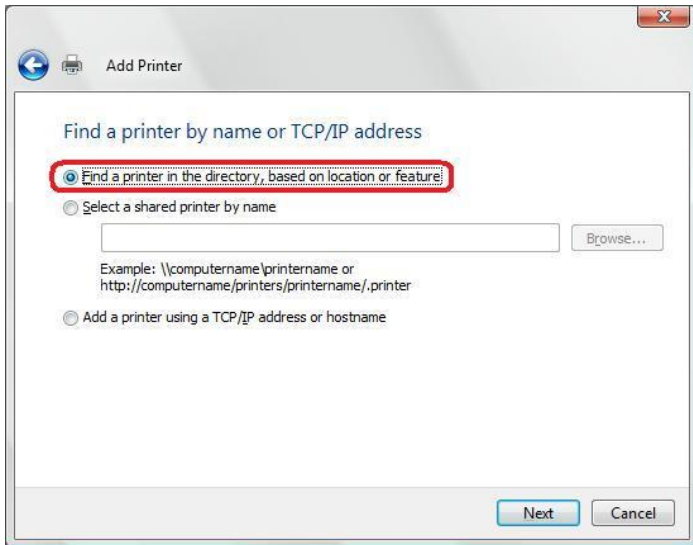 Add Printer
Find a printer by name or TCP/IP address
Find a printer in the directory, based on location or feature
Select a shared printer by name
Browse...
Example: \\computername\printername or
http://computername/printers/printername/.printer
Add a printer using a TCP/IP address or hostname
Next Cancel